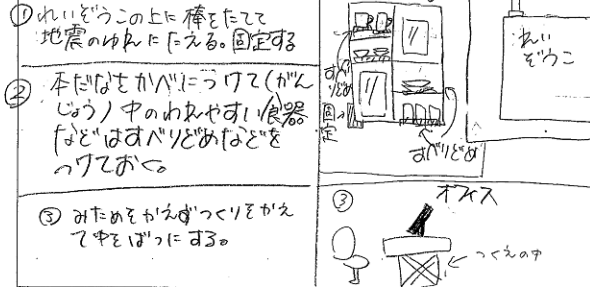 ① れいぞうこの上に棒をたてて
地震のゆれにたえる。固定する
② 本だなをかべにつけて(がん
じょう)中のわれやすい食器
などはすべりどめなどを
つけておく。
③ みためをかえずつくりをかえ
て中をばつにする。
すべりどめ
固定
すべりどめ
れい
ぞうこ
③
オフィス
つくえの中